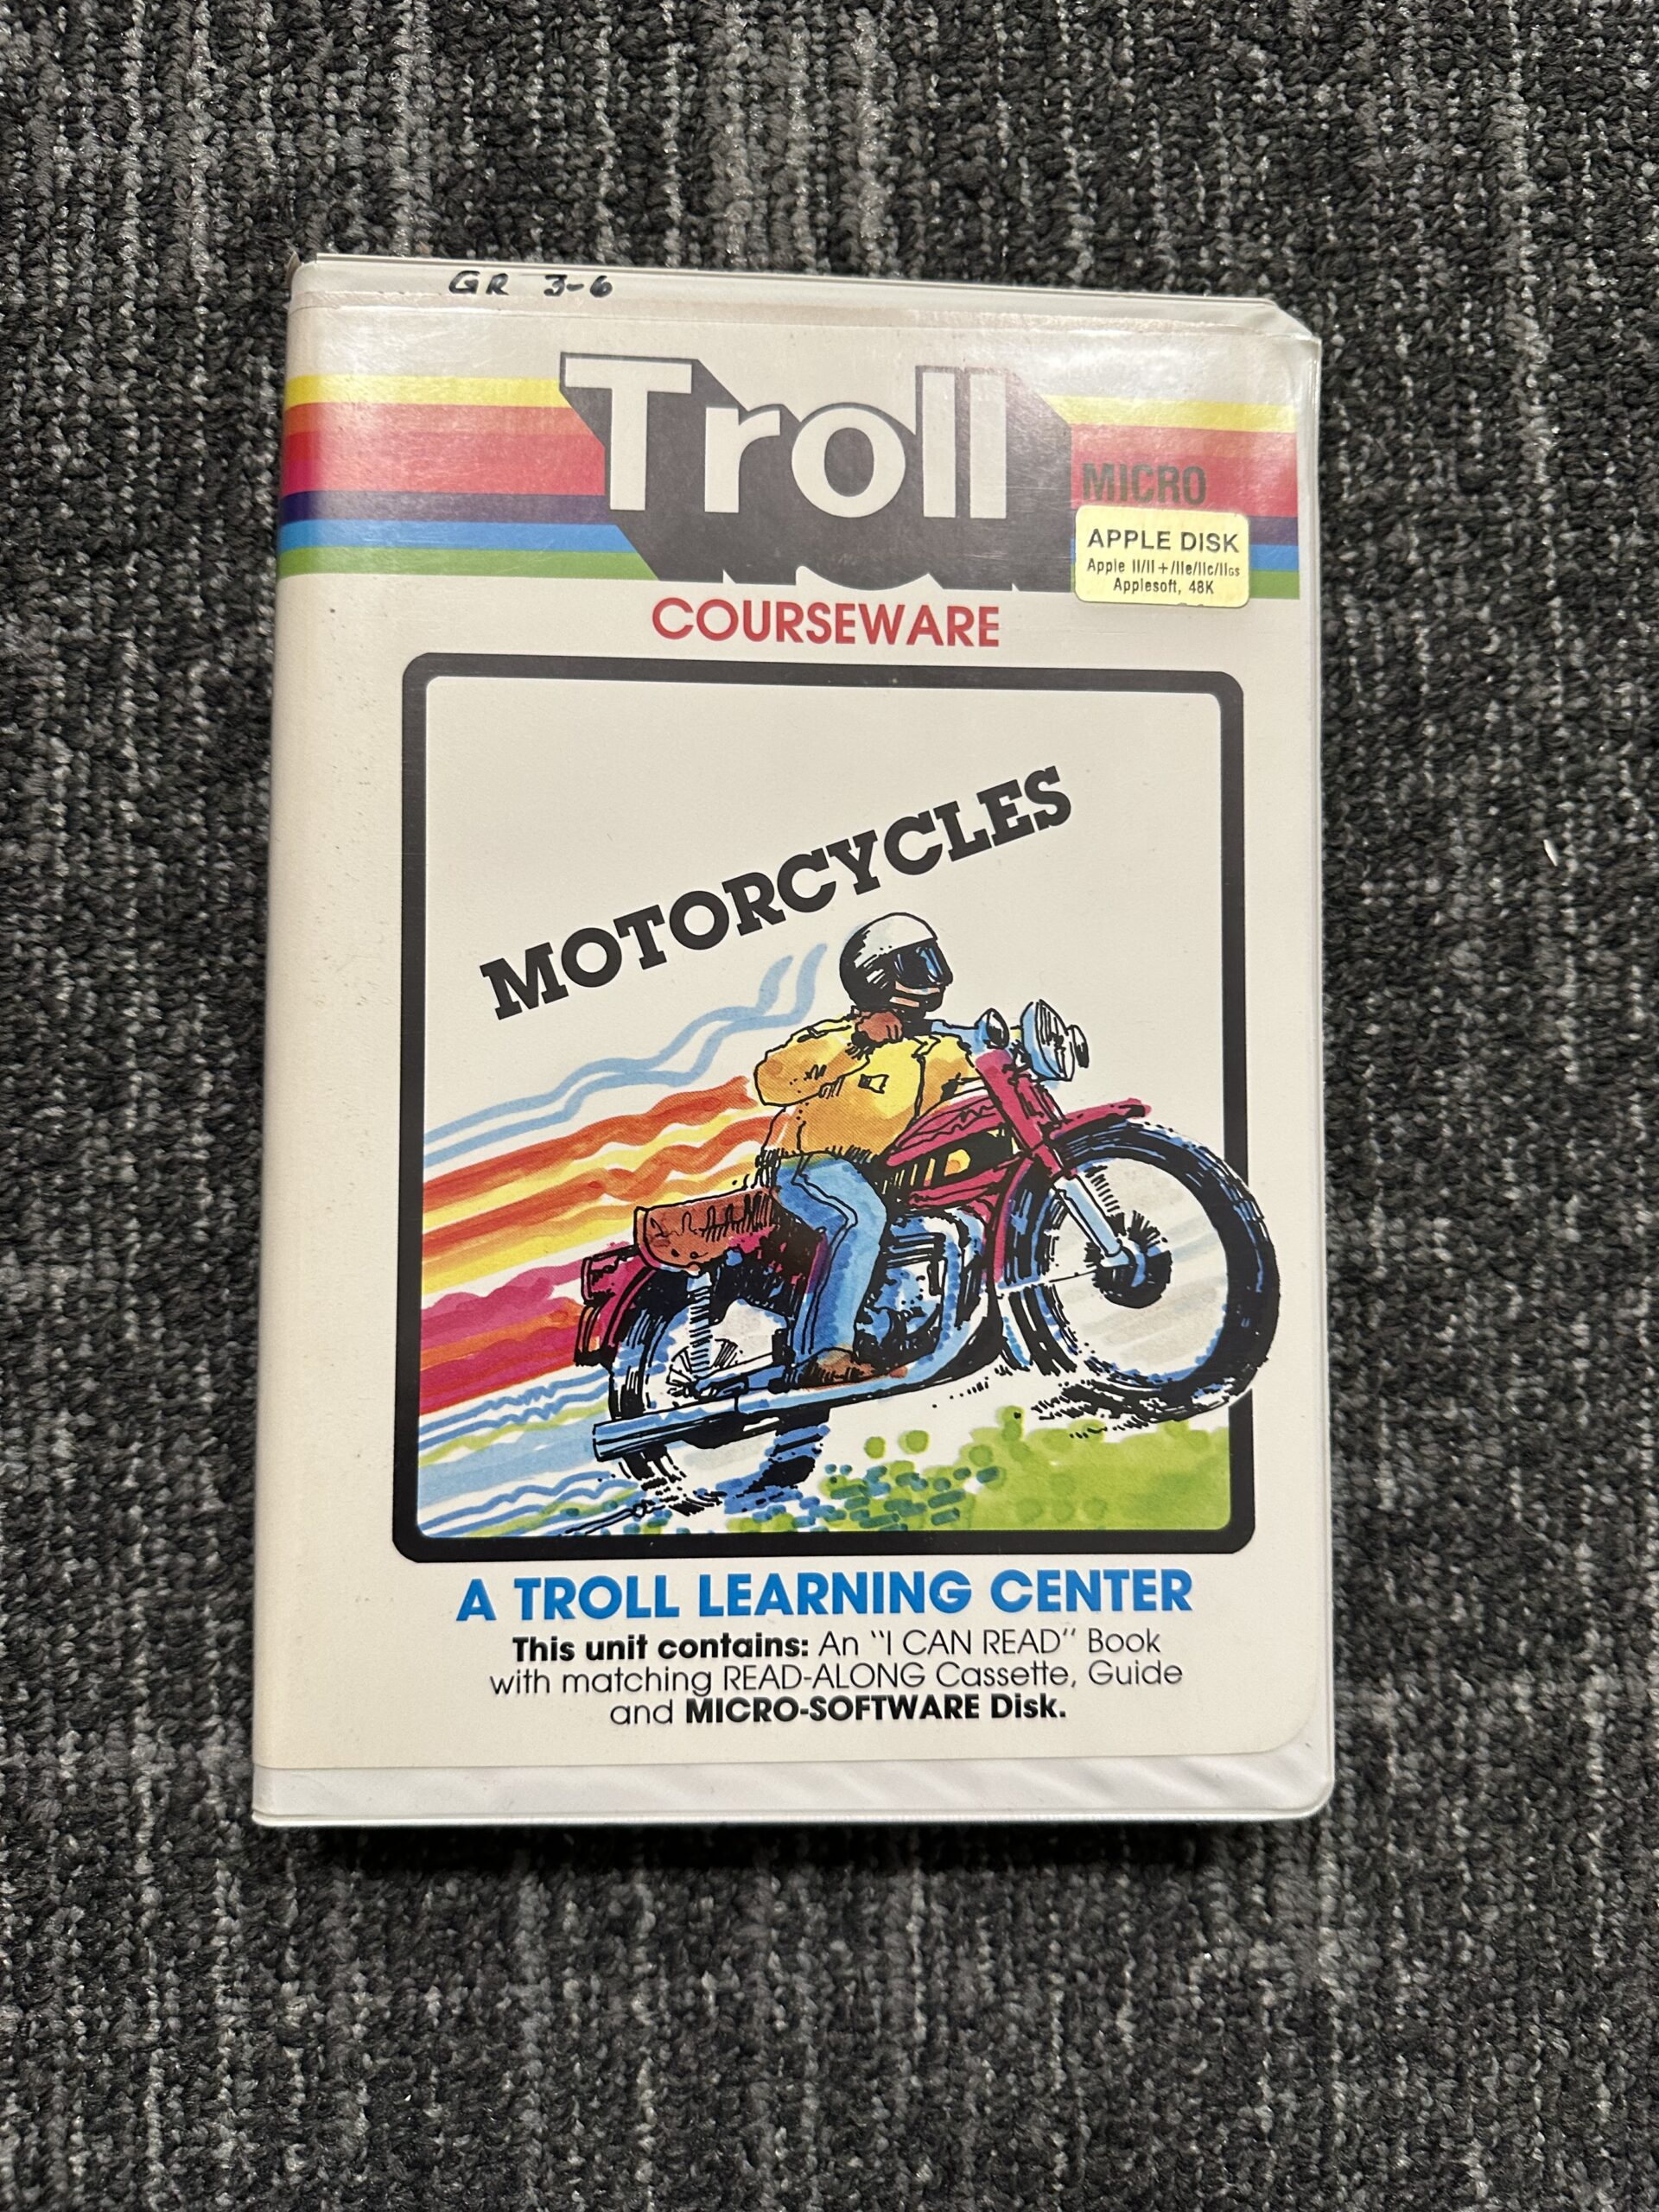 GR 3-6
Troll
MICRO
APPLE DISK
Apple II/II+/IIe/IIc/IIGS
Applesoft, 48K
COURSEWARE
MOTORCYCLES
A TROLL LEARNING CENTER
This unit contains: An "I CAN READ" Book
with matching READ-ALONG Cassette, Guide
and MICRO-SOFTWARE Disk.